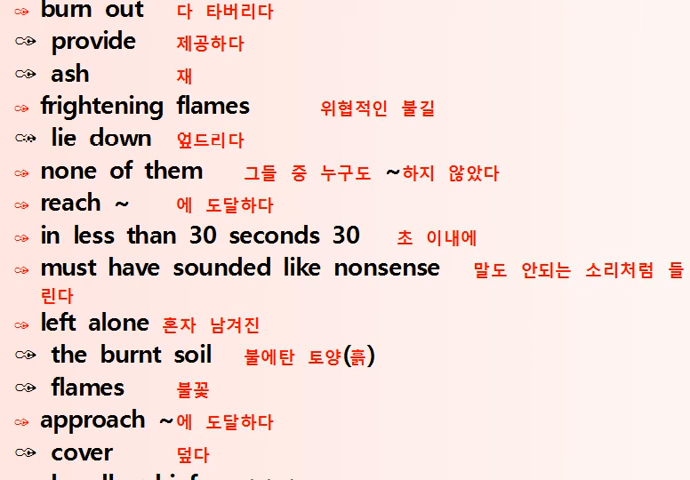 burn out 다 타버리다
provide 제공하다
ash 재
frightening flames 위협적인 불길
lie down 엎드리다
none of them 그들 중 누구도 ~하지 않았다
reach ~ 에 도달하다
in less than 30 seconds 30 초 이내에
must have sounded like nonsense 말도 안되는 소리처럼 들
린다
left alone 혼자 남겨진
the burnt soil 불에탄 토양(흙)
flames 불꽃
approach ~에 도달하다
cover 덮다